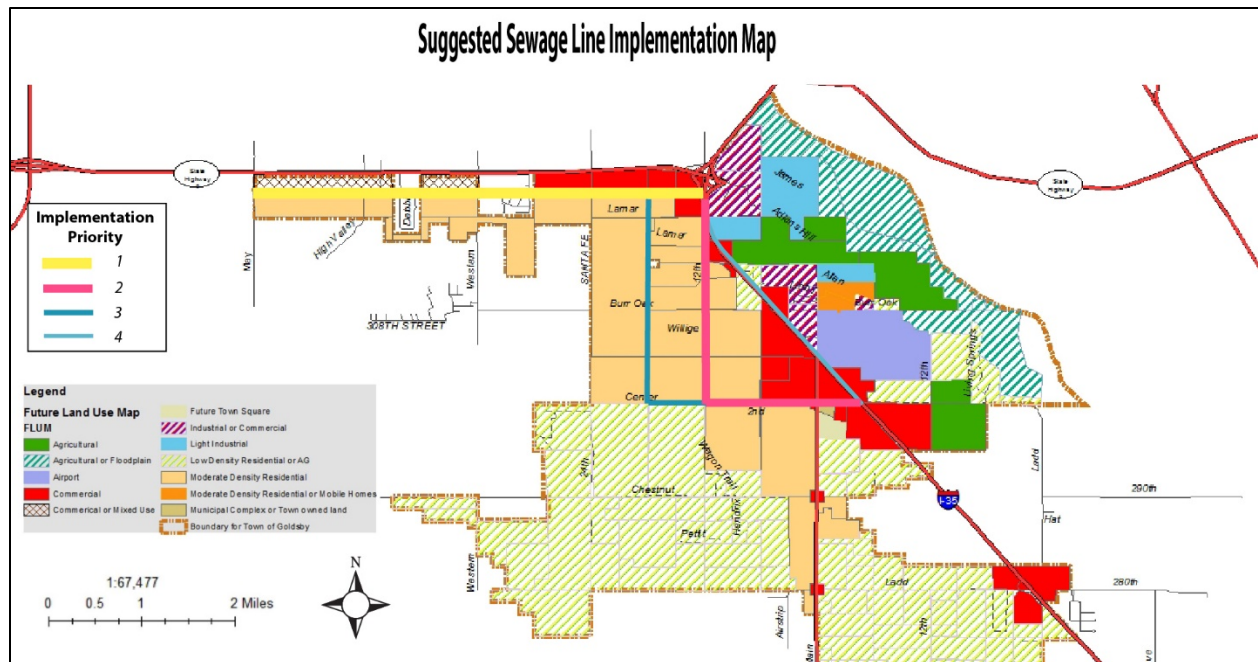 Suggested Sewage Line Implementation Map
State
Highway
State
Highway
Implementation
Priority
1
2
3
4
James
Adkins Hill
Lamar
Lamar
High Valley
May
Western
SANTA FE
12th
Allen
Burr Oak
Burr Oak
308TH STREET
Willige
12th
Living Springs
Center
2nd
Legend
Future Land Use Map
FLUM
Agricultural
Agricultural or Floodplain
Airport
Commercial
Commerical or Mixed Use
Future Town Square
Industrial or Commercial
Light Industrial
Low Density Residential or AG
Moderate Density Residential
Moderate Density Residential or Mobile Homes
Municipal Complex or Town owned land
Boundary for Town of Goldsby
24th
Wagon Trail
Ladd
Chestnut
Hendrix
I-35
290th
Pettit
Hat
Western
Ladd
280th
1:67,477
0 0.5 1 2 Miles
N
Airstrip
Main
12th